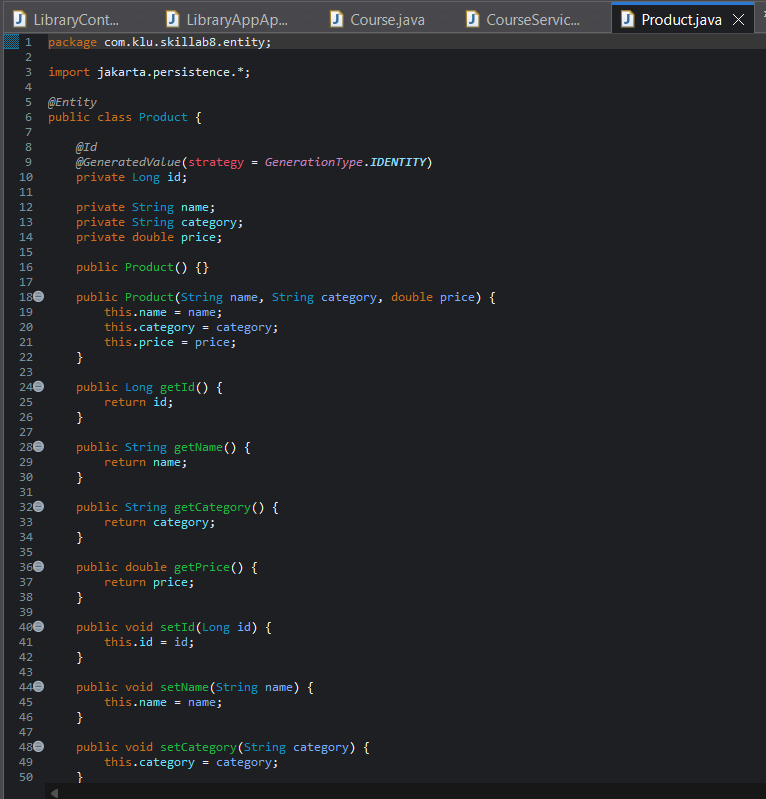 LibraryCont... LibraryAppAp... Course.java CourseServic... Product.java
1 package com.klu.skillab8.entity;
2
3 import jakarta.persistence.*;
4
5 @Entity
6 public class Product {
7
8     @Id
9     @GeneratedValue(strategy = GenerationType.IDENTITY)
10     private Long id;
11
12     private String name;
13     private String category;
14     private double price;
15
16     public Product() {}
17
18     public Product(String name, String category, double price) {
19         this.name = name;
20         this.category = category;
21         this.price = price;
22     }
23
24     public Long getId() {
25         return id;
26     }
27
28     public String getName() {
29         return name;
30     }
31
32     public String getCategory() {
33         return category;
34     }
35
36     public double getPrice() {
37         return price;
38     }
39
40     public void setId(Long id) {
41         this.id = id;
42     }
43
44     public void setName(String name) {
45         this.name = name;
46     }
47
48     public void setCategory(String category) {
49         this.category = category;
50     }